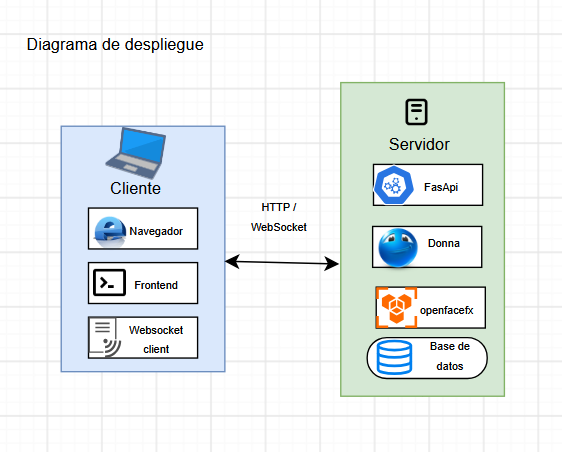 Diagrama de despliegue
Cliente
Navegador
Frontend
Websocket
client
HTTP /
WebSocket
Servidor
FasApi
Donna
openfacefx
Base de
datos